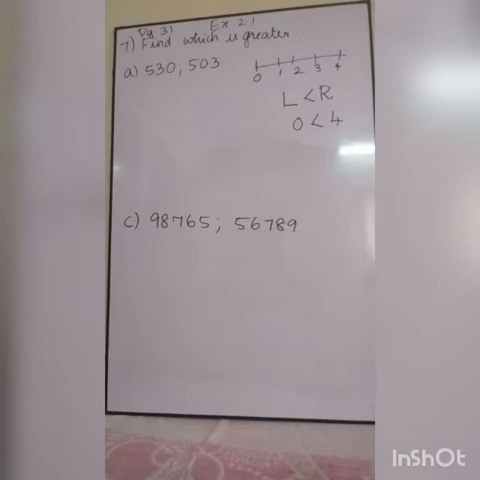 Pg 31 Ex 2.1
7) Find which is greater.
a) 530, 503
0 1 2 3 4
L < R
0 < 4
c) 98765; 56789
InShOt